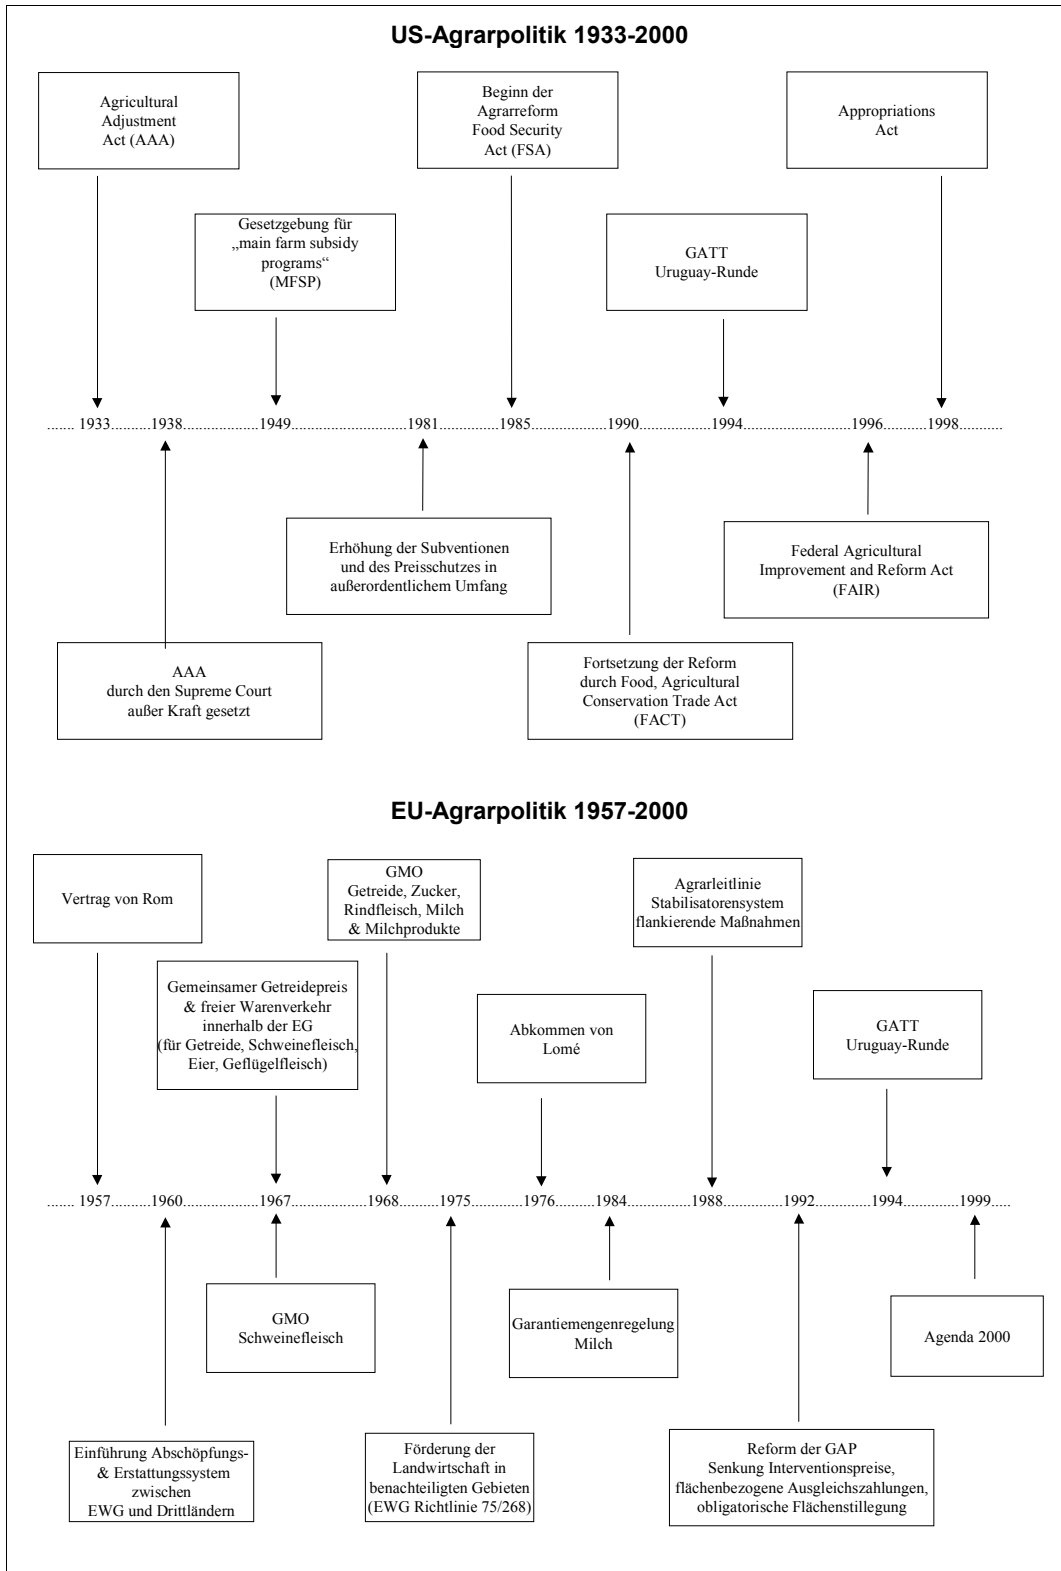 US-Agrarpolitik 1933-2000
Agricultural
Adjustment
Act (AAA)
Beginn der
Agrarreform
Food Security
Act (FSA)
Appropriations
Act
Gesetzgebung für
„main farm subsidy
programs“
(MFSP)
GATT
Uruguay-Runde
1933 1938 1949 1981 1985 1990 1994 1996 1998
Erhöhung der Subventionen
und des Preisschutzes in
außerordentlichem Umfang
Federal Agricultural
Improvement and Reform Act
(FAIR)
AAA
durch den Supreme Court
außer Kraft gesetzt
Fortsetzung der Reform
durch Food, Agricultural
Conservation Trade Act
(FACT)
EU-Agrarpolitik 1957-2000
Vertrag von Rom
GMO
Getreide, Zucker,
Rindfleisch, Milch
& Milchprodukte
Agrarleitlinie
Stabilisatorensystem
flankierende Maßnahmen
Gemeinsamer Getreidepreis
& freier Warenverkehr
innerhalb der EG
(für Getreide, Schweinefleisch,
Eier, Geflügelfleisch)
Abkommen von
Lomé
GATT
Uruguay-Runde
1957 1960 1967 1968 1975 1976 1984 1988 1992 1994 1999
GMO
Schweinefleisch
Garantiemengenregelung
Milch
Agenda 2000
Einführung Abschöpfungs-
& Erstattungssystem
zwischen
EWG und Drittländern
Förderung der
Landwirtschaft in
benachteiligten Gebieten
(EWG Richtlinie 75/268)
Reform der GAP
Senkung Interventionspreise,
flächenbezogene Ausgleichszahlungen,
obligatorische Flächenstillegung